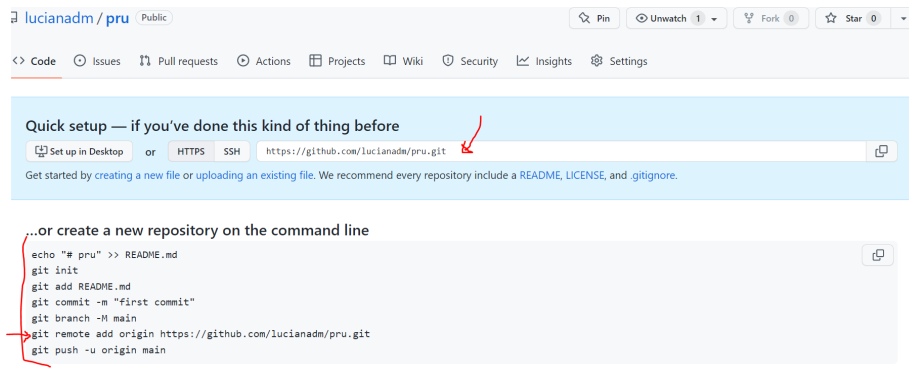 lucianadm / pru Public
Pin Unwatch 1 Fork 0 Star 0
Code Issues Pull requests Actions Projects Wiki Security Insights Settings
Quick setup — if you've done this kind of thing before
Set up in Desktop or HTTPS SSH https://github.com/lucianadm/pru.git
Get started by creating a new file or uploading an existing file. We recommend every repository include a README, LICENSE, and .gitignore.
...or create a new repository on the command line
echo "# pru" >> README.md
git init
git add README.md
git commit -m "first commit"
git branch -M main
git remote add origin https://github.com/lucianadm/pru.git
git push -u origin main